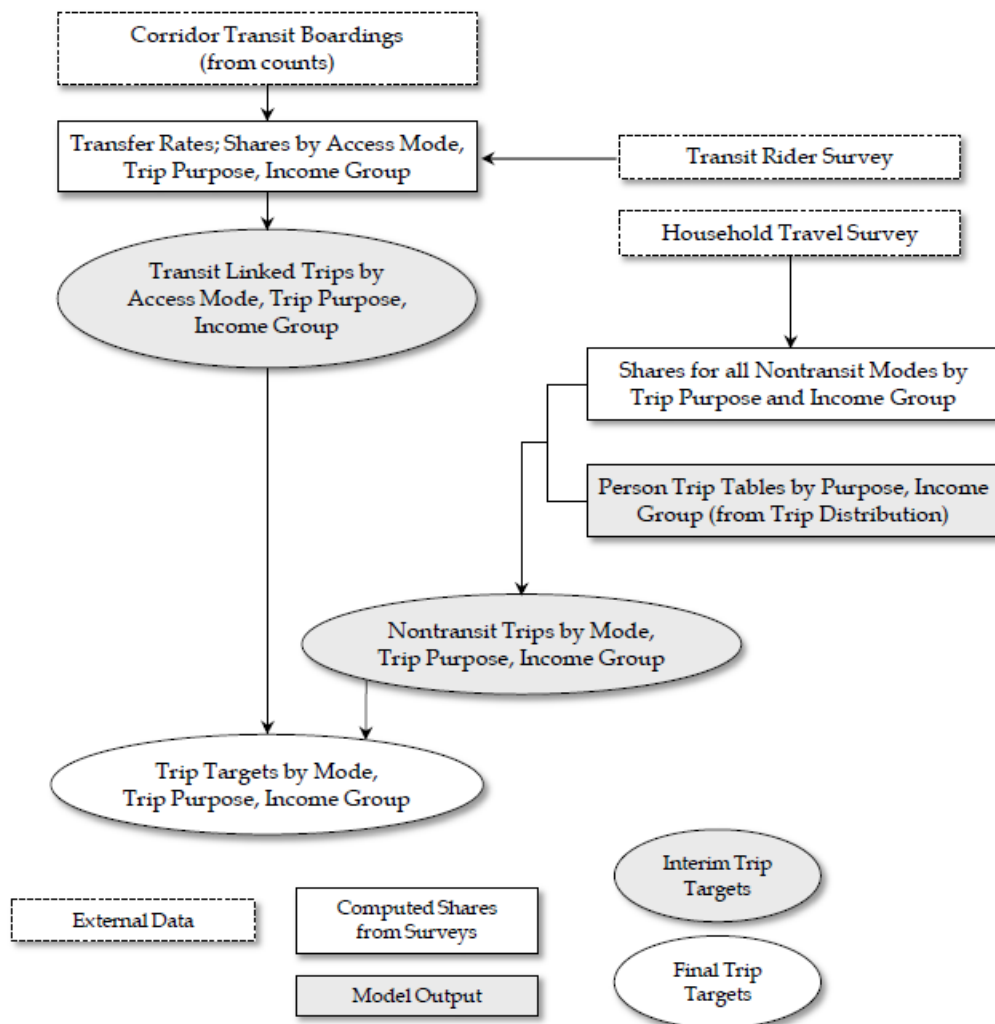 Corridor Transit Boardings
(from counts)
Transfer Rates; Shares by Access Mode,
Trip Purpose, Income Group
Transit Rider Survey
Household Travel Survey
Transit Linked Trips by
Access Mode, Trip Purpose,
Income Group
Shares for all Nontransit Modes by
Trip Purpose and Income Group
Person Trip Tables by Purpose, Income
Group (from Trip Distribution)
Nontransit Trips by Mode,
Trip Purpose, Income Group
Trip Targets by Mode,
Trip Purpose, Income Group
Interim Trip
Targets
External Data
Computed Shares
from Surveys
Model Output
Final Trip
Targets